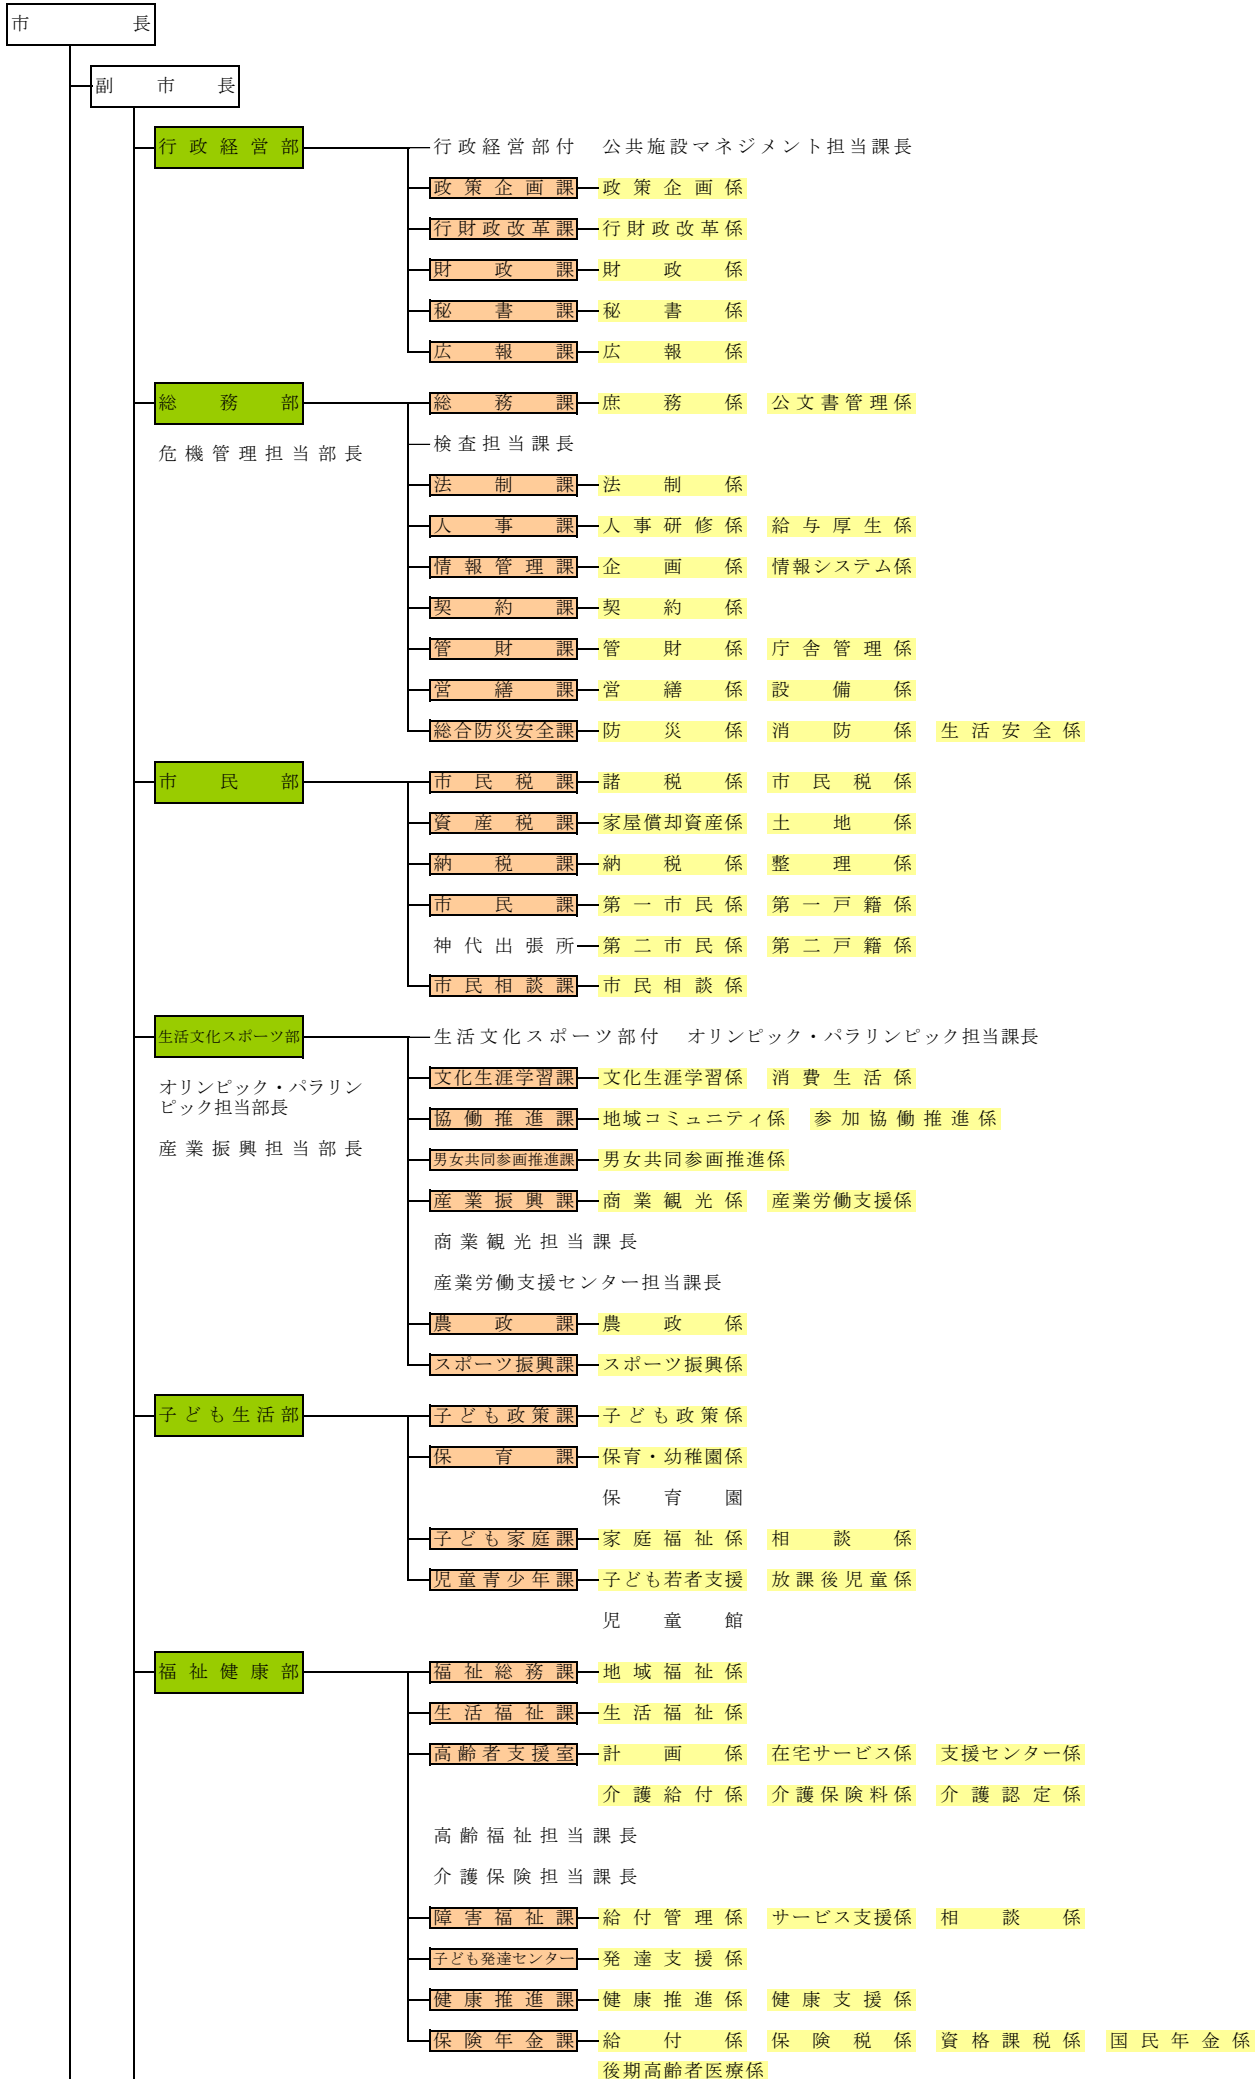 市長
副市長
行政経営部 行政経営部付 公共施設マネジメント担当課長
政策企画課 政策企画係
行財政改革課 行財政改革係
財政課 財政係
秘書課 秘書係
広報課 広報係
総務部 総務課 庶務係 公文書管理係
危機管理担当部長 検査担当課長
法制課 法制係
人事課 人事研修係 給与厚生係
情報管理課 企画係 情報システム係
契約課 契約係
管財課 管財係 庁舎管理係
営繕課 営繕係 設備係
総合防災安全課 防災係 消防係 生活安全係
市民部 市民税課 諸税係 市民税係
資産税課 家屋償却資産係 土地係
納税課 納税係 整理係
市民課 第一市民係 第一戸籍係
神代出張所 第二市民係 第二戸籍係
市民相談課 市民相談係
生活文化スポーツ部 生活文化スポーツ部付 オリンピック・パラリンピック担当課長
文化生涯学習課 文化生涯学習係 消費生活係
オリンピック・パラリン
ピック担当部長
協働推進課 地域コミュニティ係 参加協働推進係
産業振興担当部長
男女共同参画推進課 男女共同参画推進係
産業振興課 商業観光係 産業労働支援係
商業観光担当課長
産業労働支援センター担当課長
農政課 農政係
スポーツ振興課 スポーツ振興係
子ども生活部 子ども政策課 子ども政策係
保育課 保育・幼稚園係
保育園
子ども家庭課 家庭福祉係 相談係
児童青少年課 子ども若者支援 放課後児童係
児童館
福祉健康部 福祉総務課 地域福祉係
生活福祉課 生活福祉係
高齢者支援室 計画係 在宅サービス係 支援センター係
介護給付係 介護保険料係 介護認定係
高齢福祉担当課長
介護保険担当課長
障害福祉課 給付管理係 サービス支援係 相談係
子ども発達センター 発達支援係
健康推進課 健康推進係 健康支援係
保険年金課 給付係 保険税係 資格課税係 国民年金係
後期高齢者医療係